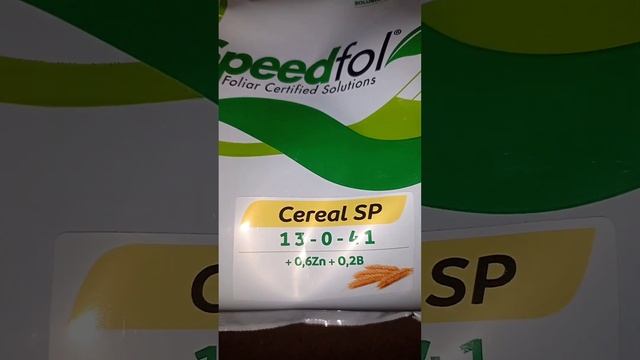 Speedfol
Foliar Certified Solutions
Cereal SP
13-0-41
+ 0,6Zn + 0,2B